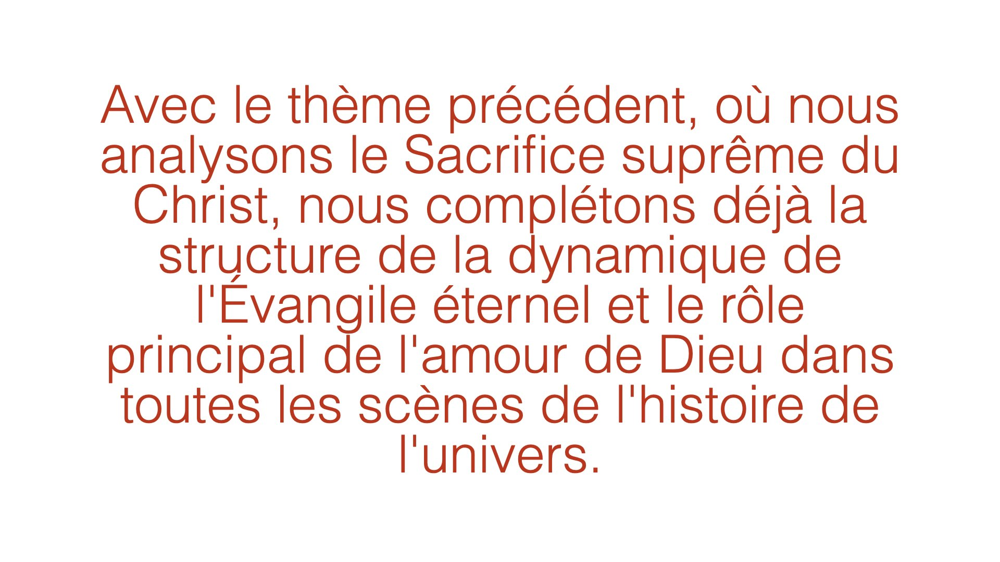 Avec le thème précédent, où nous
analysons le Sacrifice suprême du
Christ, nous complétons déjà la
structure de la dynamique de
l'Évangile éternel et le rôle
principal de l'amour de Dieu dans
toutes les scènes de l'histoire de
l'univers.